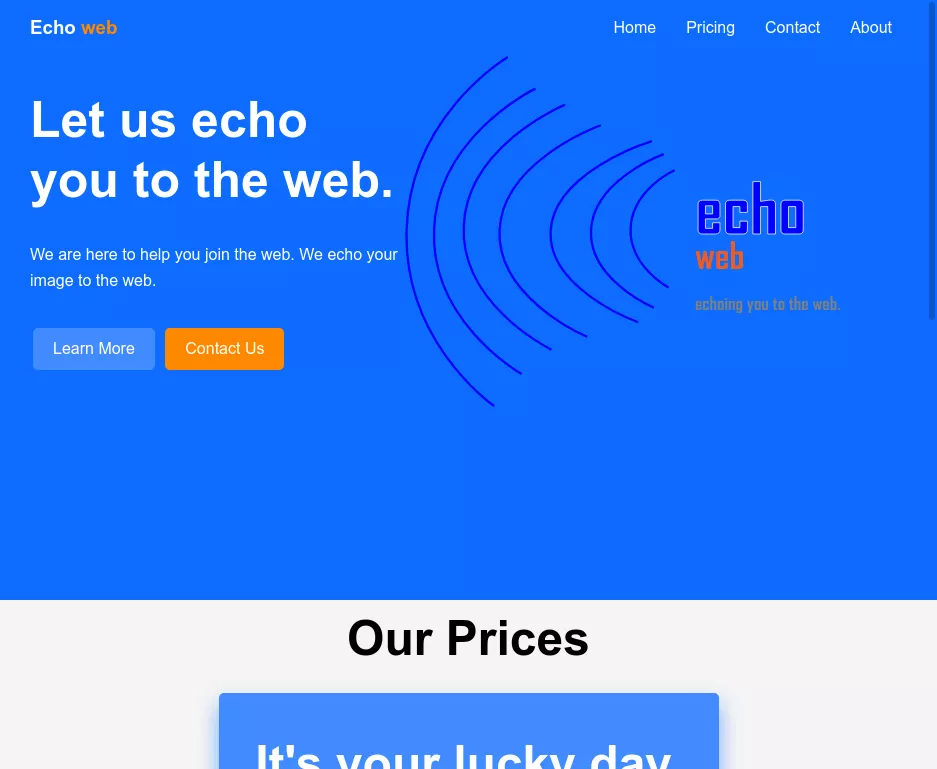 Echo web
Home Pricing Contact About
Let us echo
you to the web.
We are here to help you join the web. We echo your
image to the web.
Learn More Contact Us
echo
web
echoing you to the web.
Our Prices
It's your lucky day